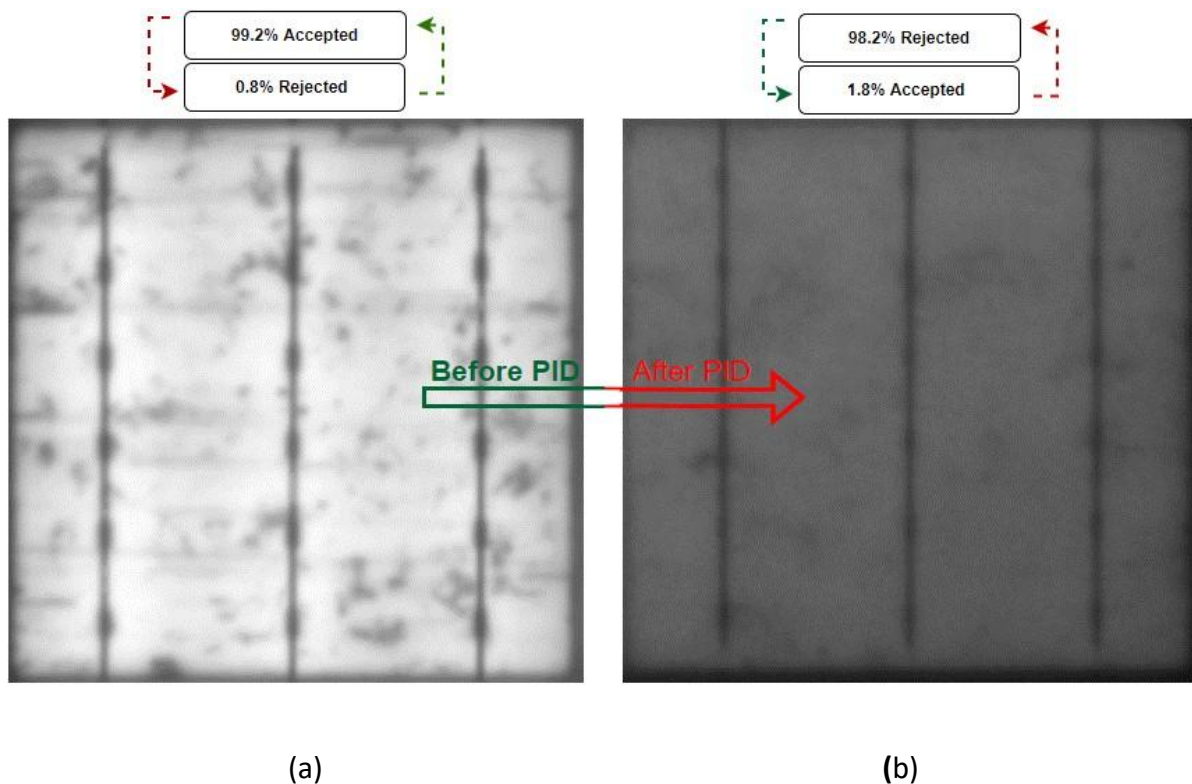 99.2% Accepted
0.8% Rejected
98.2% Rejected
1.8% Accepted
Before PID After PID
(a)
(b)